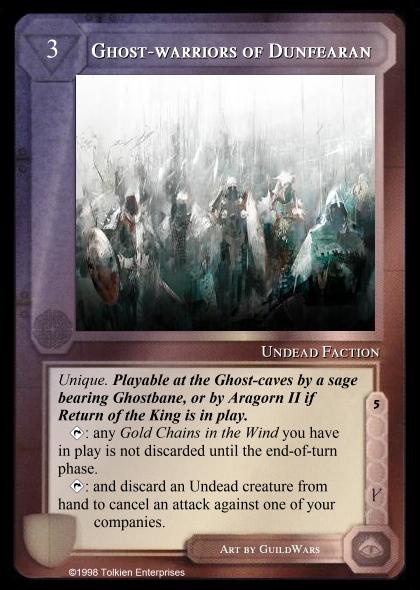 3
GHOST-WARRIORS OF DUNFEARAN
UNDEAD FACTION
Unique. Playable at the Ghost-caves by a sage
bearing Ghostbane, or by Aragorn II if
Return of the King is in play.
: any Gold Chains in the Wind you have
in play is not discarded until the end-of-turn
phase.
: and discard an Undead creature from
hand to cancel an attack against one of your
companies.
5
ART BY GUILDWARS
©1998 Tolkien Enterprises